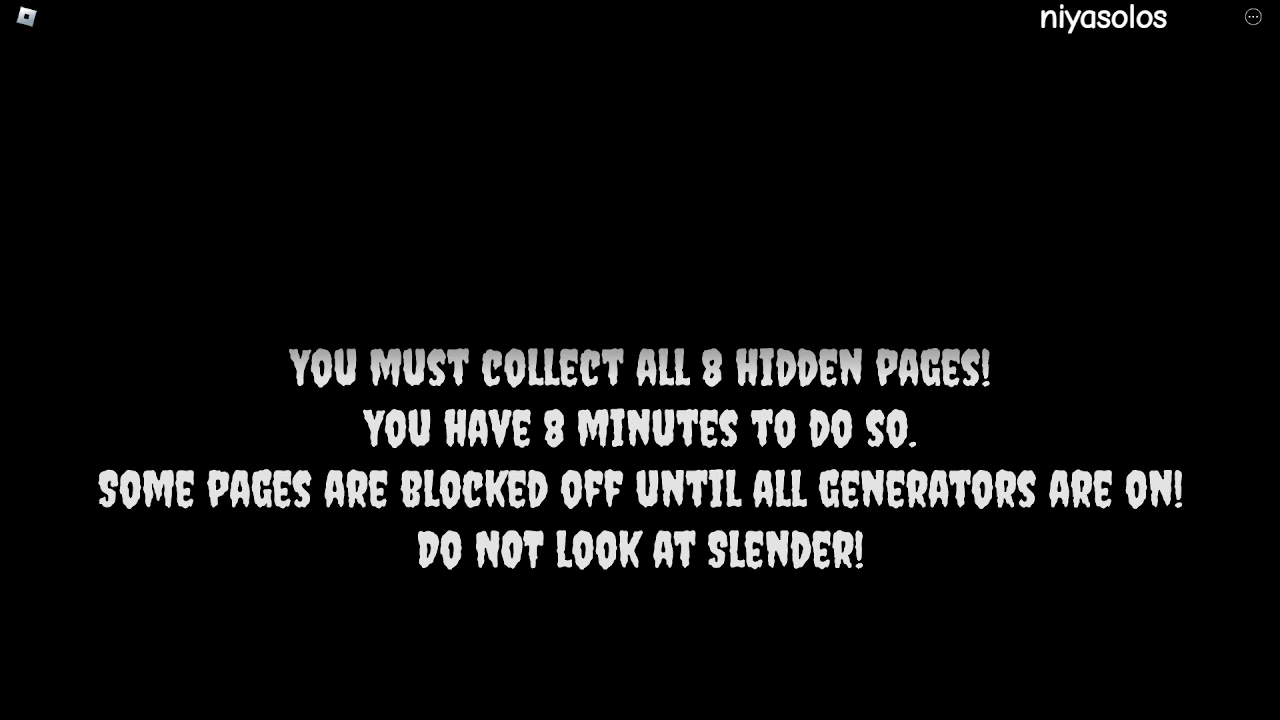 niyasolos
YOU MUST COLLECT ALL 8 HIDDEN PAGES!
YOU HAVE 8 MINUTES TO DO SO.
SOME PAGES ARE BLOCKED OFF UNTIL ALL GENERATORS ARE ON!
DO NOT LOOK AT SLENDER!